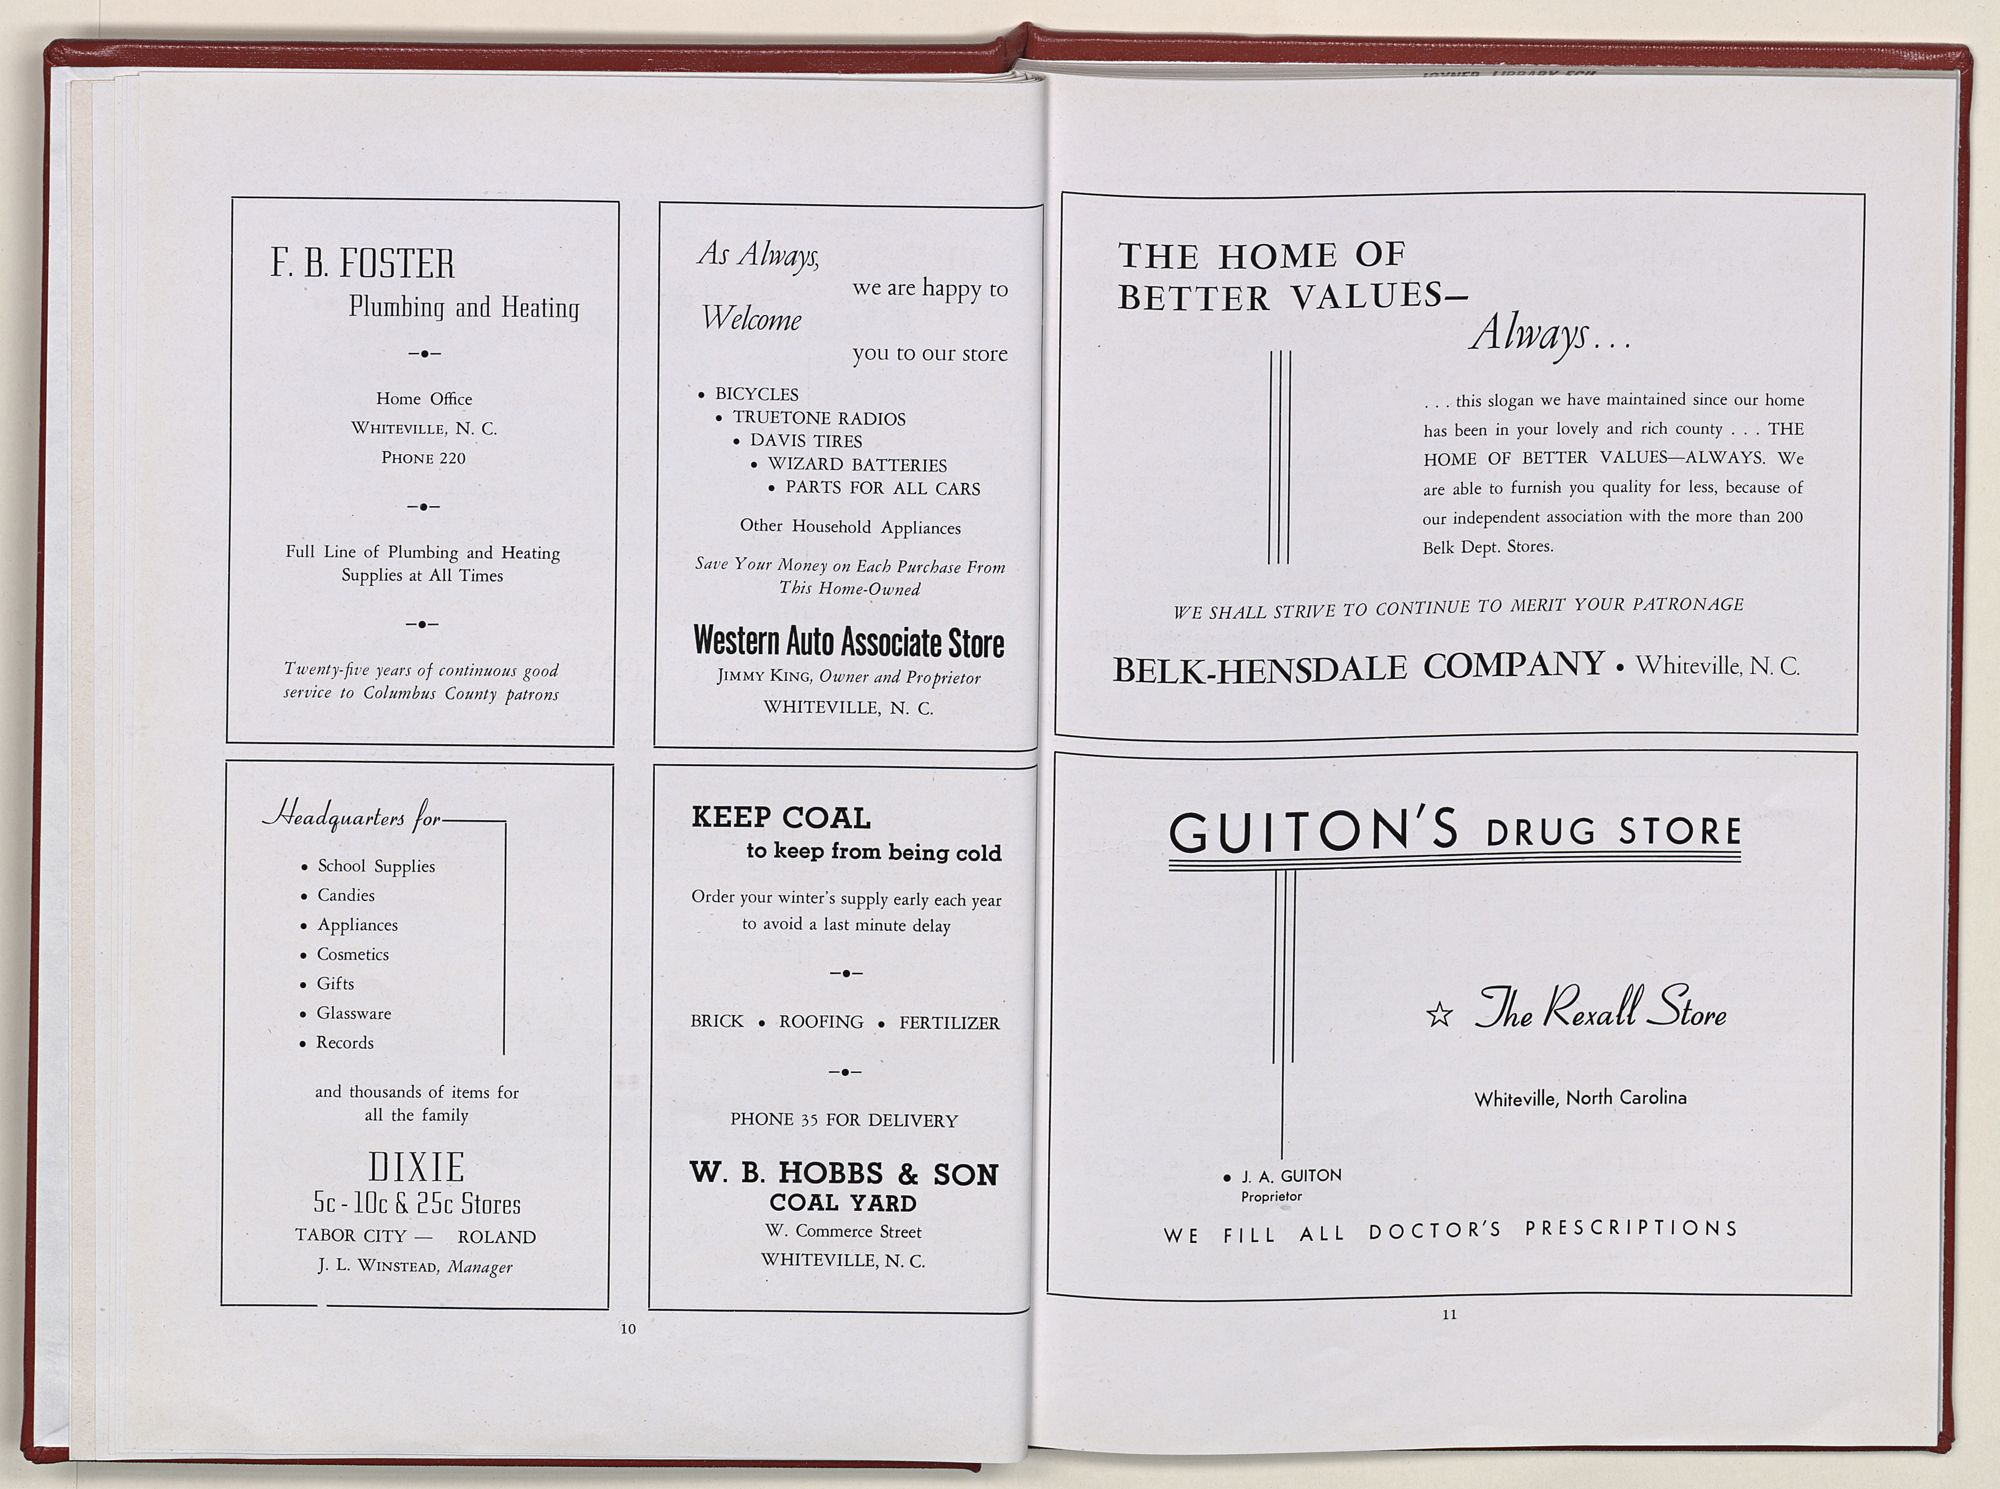 F. B. FOSTER
Plumbing and Heating
Home Office
WHITEVILLE, N. C.
PHONE 220
Full Line of Plumbing and Heating
Supplies at All Times
Twenty-five years of continuous good
service to Columbus County patrons
As Always,
we are happy to
Welcome
you to our store
• BICYCLES
• TRUETONE RADIOS
• DAVIS TIRES
• WIZARD BATTERIES
• PARTS FOR ALL CARS
Other Household Appliances
Save Your Money on Each Purchase From
This Home-Owned
Western Auto Associate Store
JIMMY KING, Owner and Proprietor
WHITEVILLE, N. C.
Headquarters for
• School Supplies
• Candies
• Appliances
• Cosmetics
• Gifts
• Glassware
• Records
and thousands of items for
all the family
DIXIE
5c - 10c & 25c Stores
TABOR CITY — ROLAND
J. L. WINSTEAD, Manager
KEEP COAL
to keep from being cold
Order your winter's supply early each year
to avoid a last minute delay
BRICK • ROOFING • FERTILIZER
PHONE 35 FOR DELIVERY
W. B. HOBBS & SON
COAL YARD
W. Commerce Street
WHITEVILLE, N. C.
10
THE HOME OF
BETTER VALUES—
Always...
. . . this slogan we have maintained since our home
has been in your lovely and rich county . . . THE
HOME OF BETTER VALUES—ALWAYS. We
are able to furnish you quality for less, because of
our independent association with the more than 200
Belk Dept. Stores.
WE SHALL STRIVE TO CONTINUE TO MERIT YOUR PATRONAGE
BELK-HENSDALE COMPANY • Whiteville, N. C.
GUITON'S DRUG STORE
☆ The Rexall Store
Whiteville, North Carolina
• J. A. GUITON
Proprietor
WE FILL ALL DOCTOR'S PRESCRIPTIONS
11